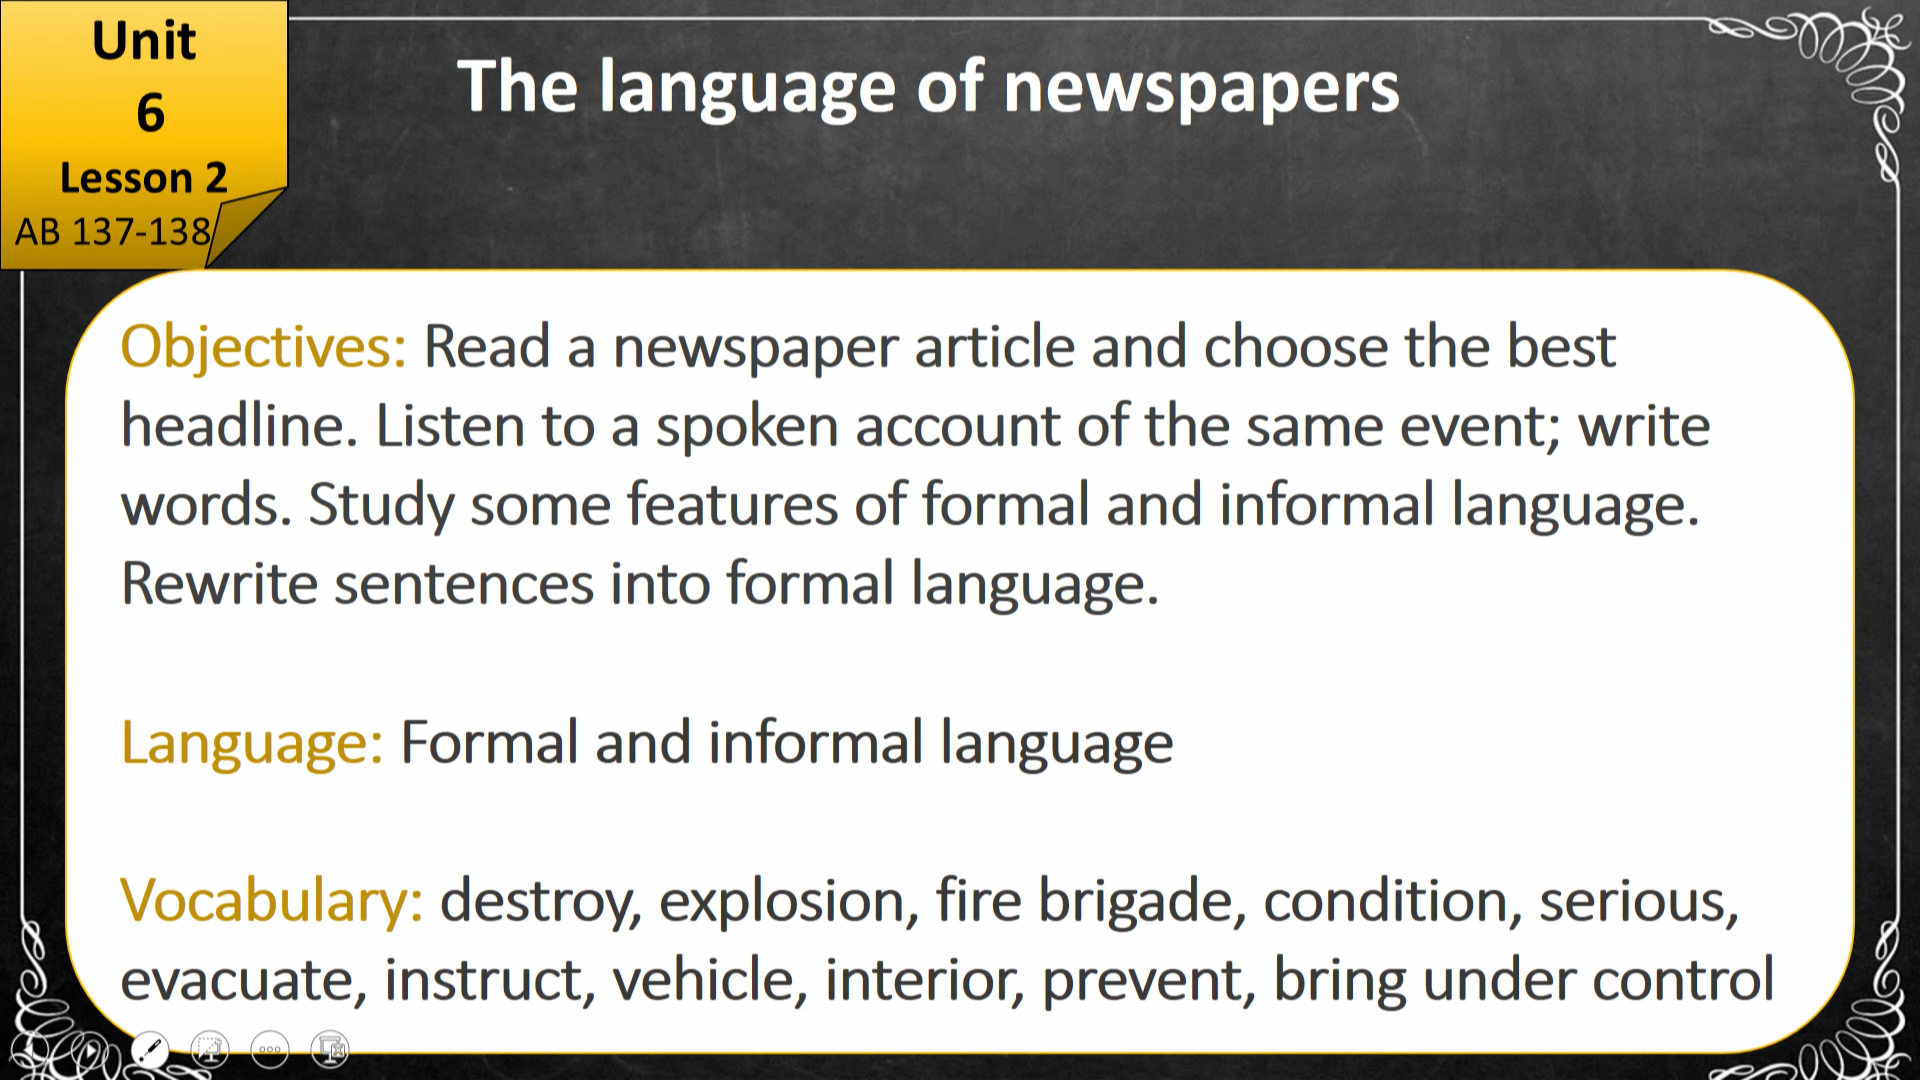 Unit
6
Lesson 2
AB 137-138
The language of newspapers
Objectives: Read a newspaper article and choose the best
headline. Listen to a spoken account of the same event; write
words. Study some features of formal and informal language.
Rewrite sentences into formal language.
Language: Formal and informal language
Vocabulary: destroy, explosion, fire brigade, condition, serious,
evacuate, instruct, vehicle, interior, prevent, bring under control